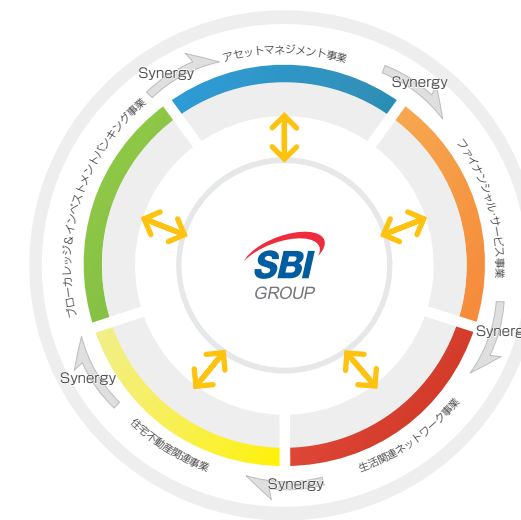 アセットマネジメント事業
Synergy
Synergy
ブローカレッジ&インベストメントバンキング事業
ファイナンシャル・サービス事業
SBI
GROUP
Synergy
Synergy
住宅不動産関連事業
生活関連ネットワーク事業
Synergy